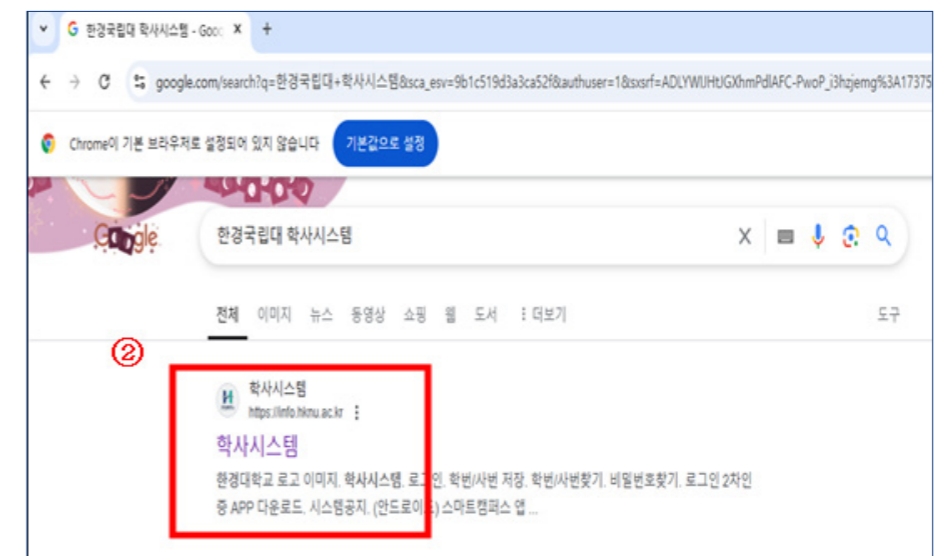 한경국립대 학사시스템 - Goo
google.com/search?q=한경국립대+학사시스템&sca_esv=9b1c519d3a3ca52f&authuser=1&sxsrf=
Chrome이 기본 브라우저로 설정되어 있지 않습니다 기본값으로 설정
Google 한경국립대 학사시스템
전체 이미지 뉴스 동영상 쇼핑 웹 도서 더보기 도구
②
학사시스템
https://info.hknu.ac.kr
학사시스템
한경대학교 로고 이미지. 학사시스템. 로그인. 학번/사번 저장. 학번/사번찾기. 비밀번호찾기. 로그인 2차인
증 APP 다운로드. 시스템공지. (안드로이드) 스마트캠퍼스 앱 ...